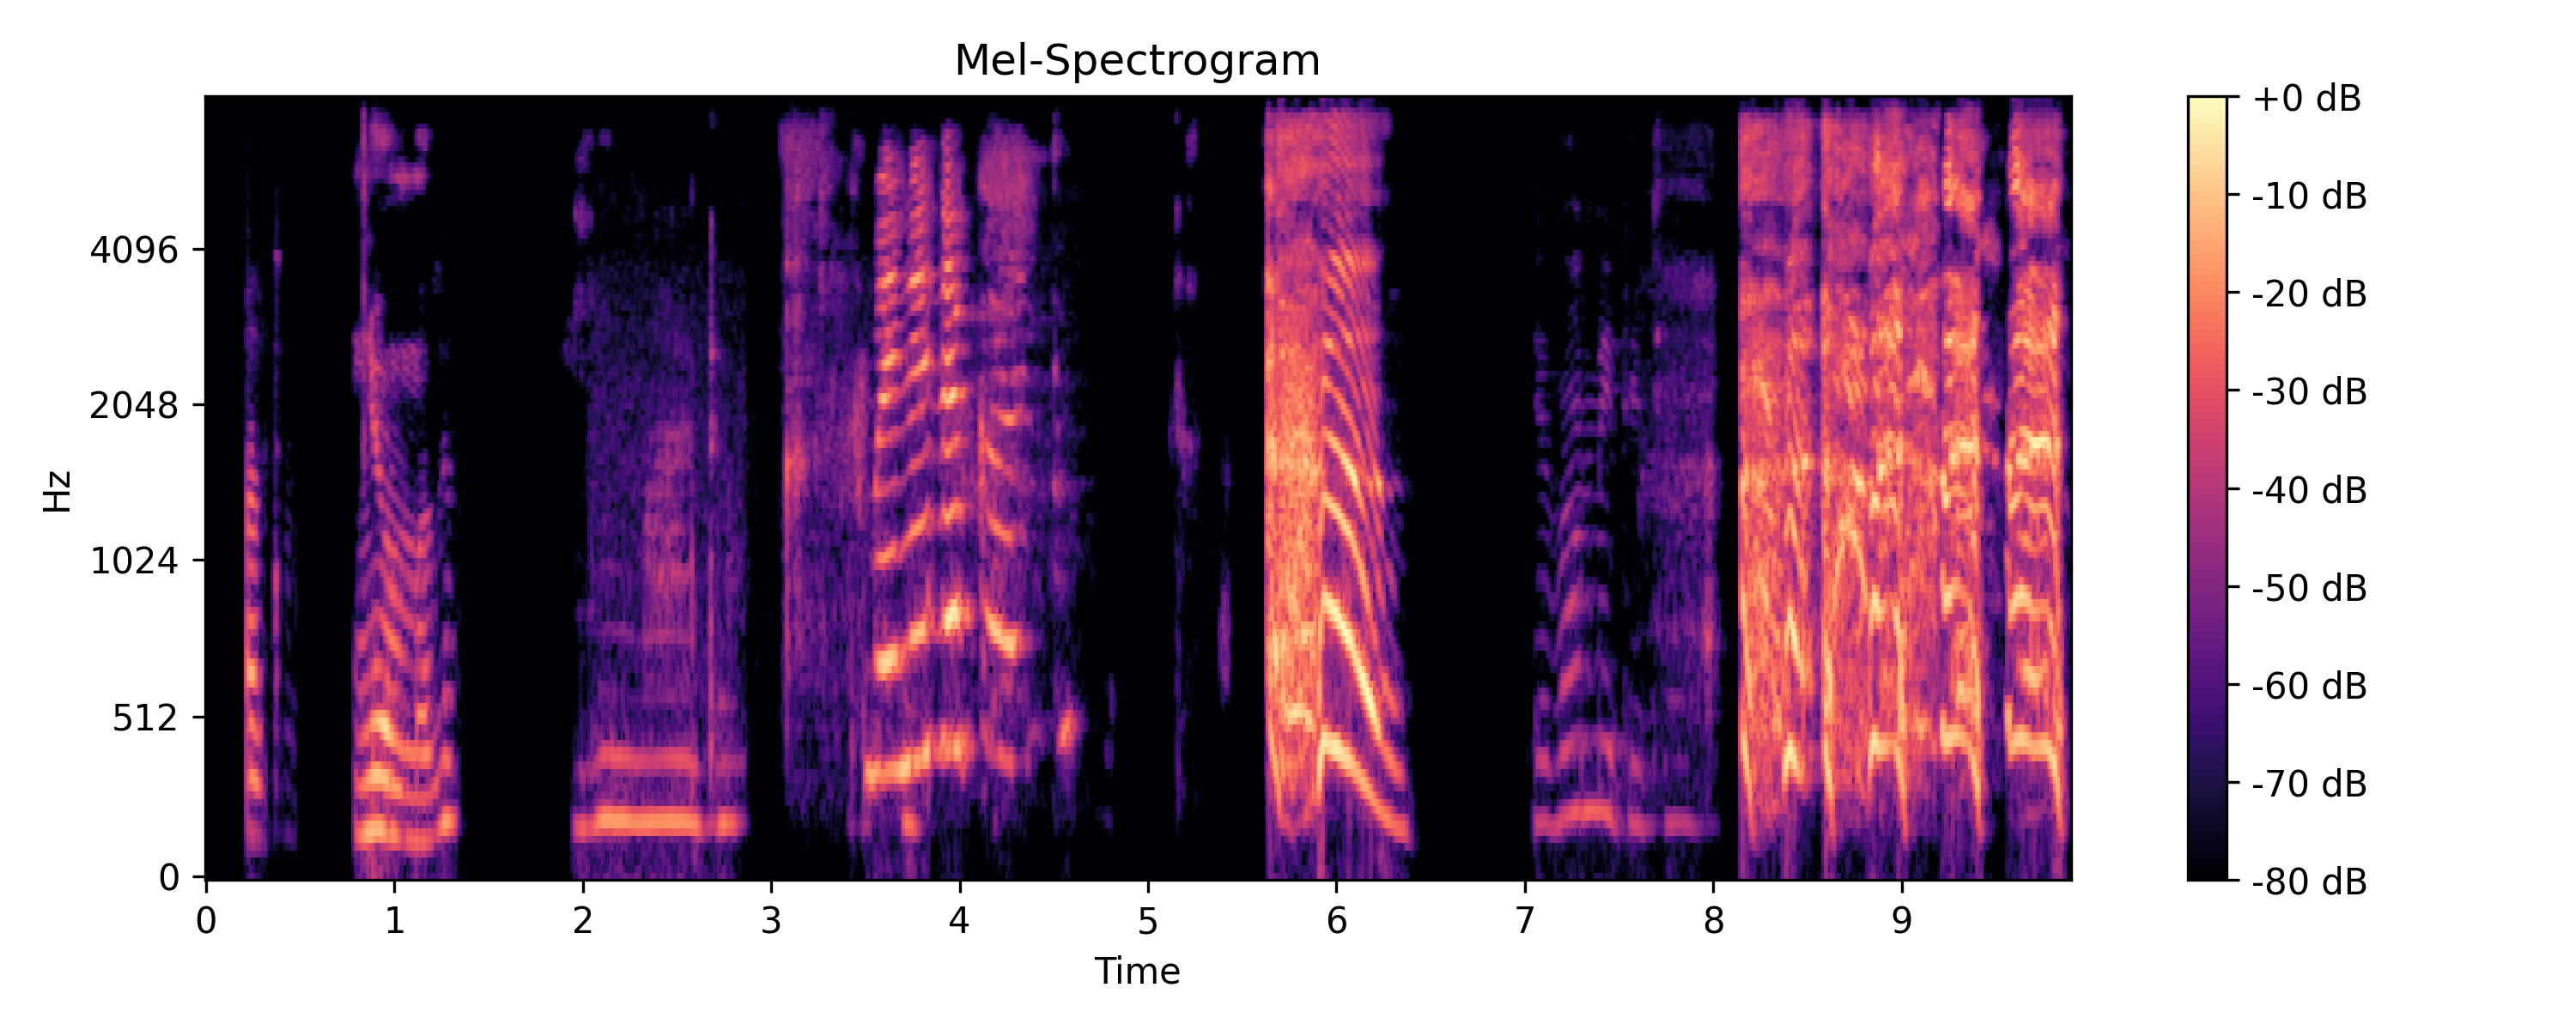 Mel-Spectrogram
+0 dB
-10 dB
-20 dB
-30 dB
-40 dB
-50 dB
-60 dB
-70 dB
-80 dB
4096
2048
1024
512
0
Hz
0 1 2 3 4 5 6 7 8 9
Time